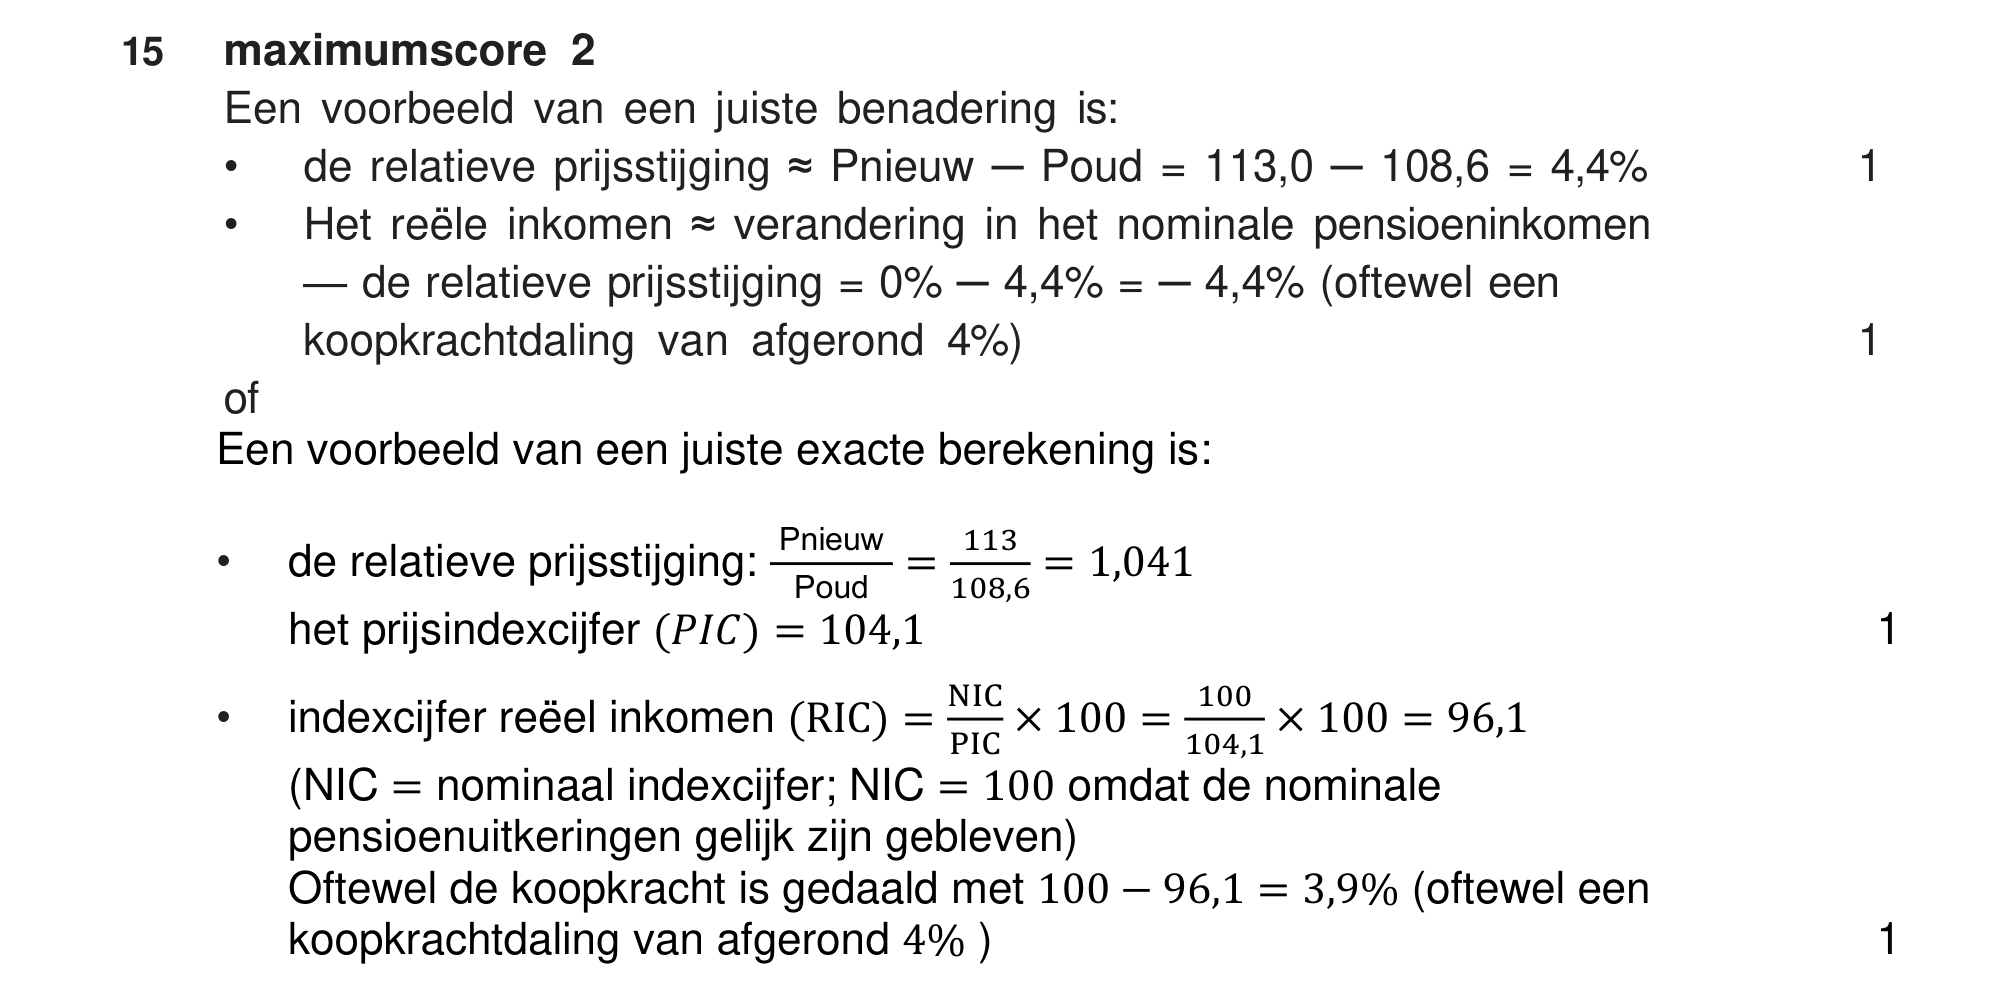 15 maximumscore 2
Een voorbeeld van een juiste benadering is:
• de relatieve prijsstijging ≈ Pnieuw — Poud = 113,0 — 108,6 = 4,4% 1
• Het reële inkomen ≈ verandering in het nominale pensioeninkomen
— de relatieve prijsstijging = 0% — 4,4% = — 4,4% (oftewel een
koopkrachtdaling van afgerond 4%) 1
of
Een voorbeeld van een juiste exacte berekening is:
• de relatieve prijsstijging: Pnieuw/Poud = 113/108,6 = 1,041
het prijsindexcijfer (PIC) = 104,1 1
• indexcijfer reëel inkomen (RIC) = NIC/PIC × 100 = 100/104,1 × 100 = 96,1
(NIC = nominaal indexcijfer; NIC = 100 omdat de nominale
pensioenuitkeringen gelijk zijn gebleven)
Oftewel de koopkracht is gedaald met 100 − 96,1 = 3,9% (oftewel een
koopkrachtdaling van afgerond 4% ) 1